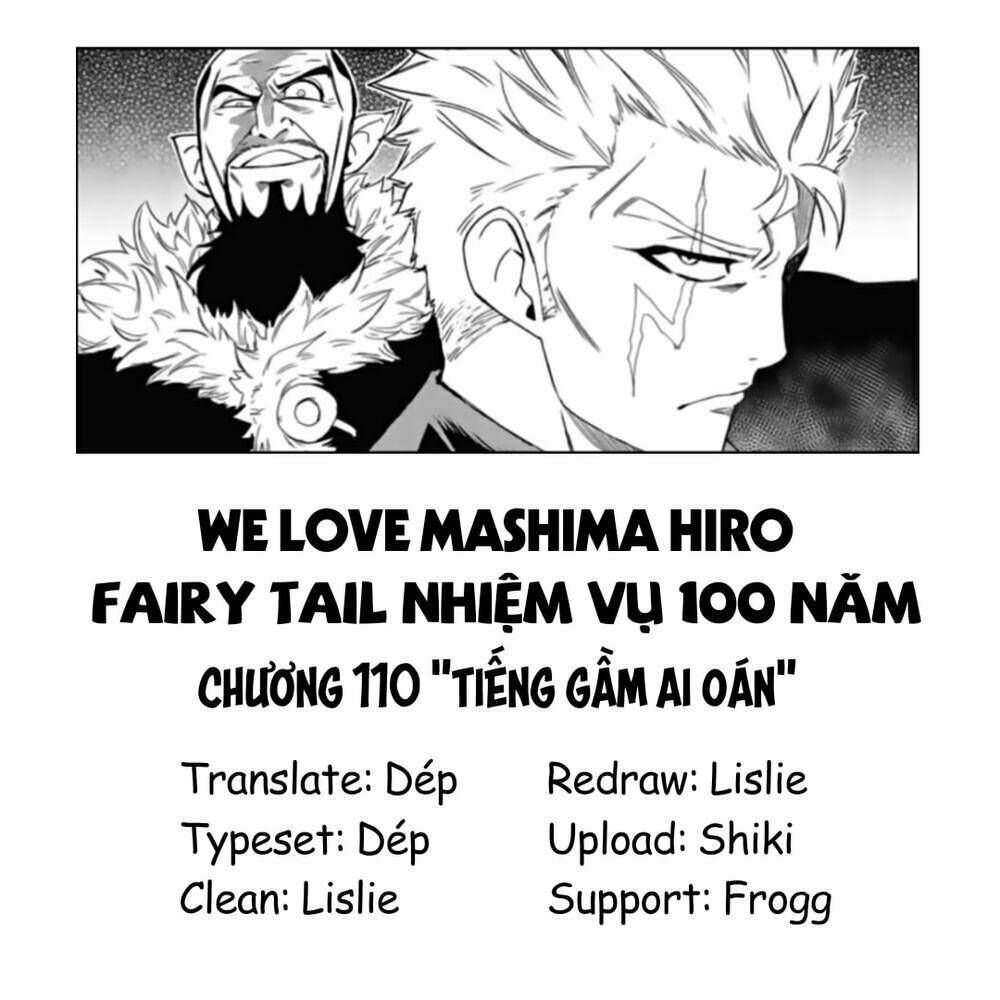 WE LOVE MASHIMA HIRO
FAIRY TAIL NHIỆM VỤ 100 NĂM
CHƯƠNG 110 "TIẾNG GẦM AI OÁN"
Translate: Dép
Redraw: Lislie
Typeset: Dép
Upload: Shiki
Clean: Lislie
Support: Frogg